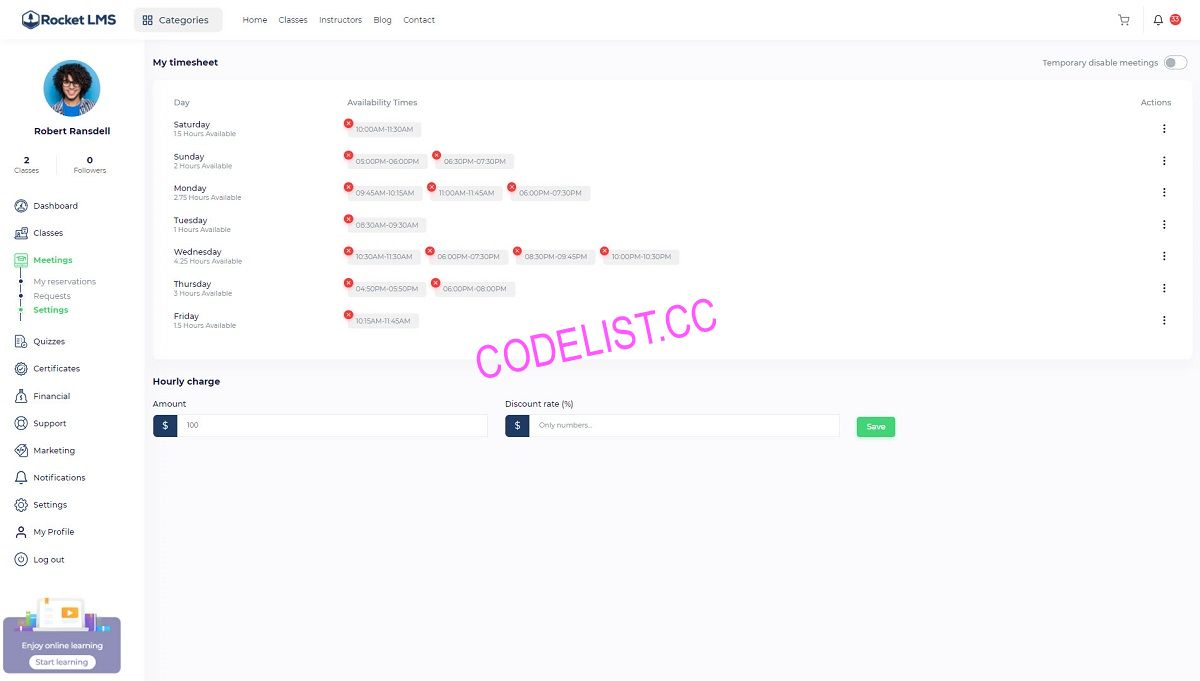 Rocket LMS
Categories
Home
Classes
Instructors
Blog
Contact
33
Robert Ransdell
2
Classes
0
Followers
Dashboard
Classes
Meetings
My reservations
Requests
Settings
Quizzes
Certificates
Financial
Support
Marketing
Notifications
Settings
My Profile
Log out
Enjoy online learning
Start learning
My timesheet
Temporary disable meetings
Day
Availability Times
Actions
Saturday
1.5 Hours Available
10:00AM-11:30AM
Sunday
2 Hours Available
05:00PM-06:00PM
06:30PM-07:30PM
Monday
2.75 Hours Available
09:45AM-10:15AM
11:00AM-11:45AM
06:00PM-07:30PM
Tuesday
1 Hours Available
08:30AM-09:30AM
Wednesday
4.25 Hours Available
10:30AM-11:30AM
06:00PM-07:30PM
08:30PM-09:45PM
10:00PM-10:30PM
Thursday
3 Hours Available
04:50PM-05:50PM
06:00PM-08:00PM
Friday
1.5 Hours Available
10:15AM-11:45AM
CODELIST.CC
Hourly charge
Amount
$
100
Discount rate (%)
$
Only numbers...
Save